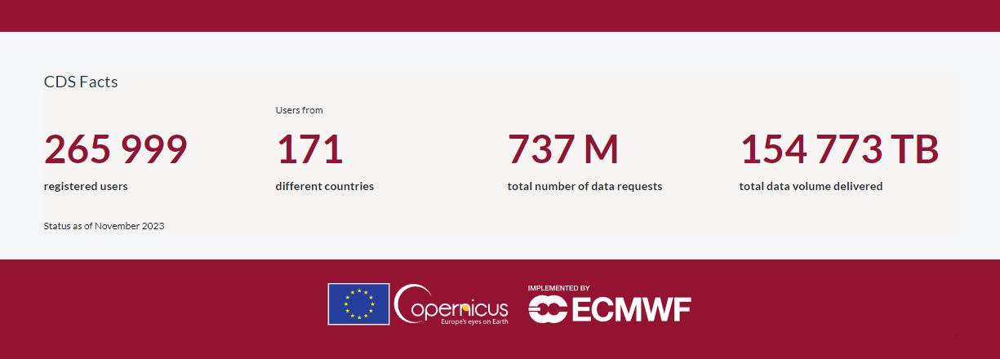 CDS Facts
Users from
265 999
171
737 M
154 773 TB
registered users
different countries
total number of data requests
total data volume delivered
Status as of November 2023
Copernicus
Europe's eyes on Earth
IMPLEMENTED BY
ECMWF